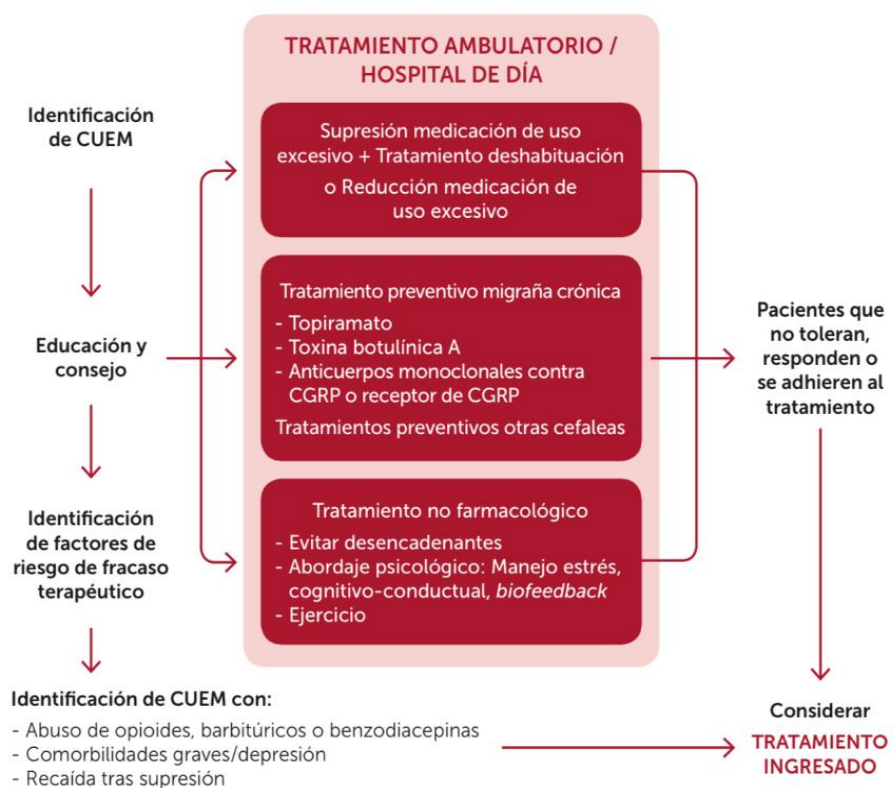 Identificación
de CUEM
Educación y
consejo
Identificación
de factores de
riesgo de fracaso
terapéutico
Identificación de CUEM con:
- Abuso de opioides, barbitúricos o benzodiacepinas
- Comorbilidades graves/depresión
- Recaída tras supresión
TRATAMIENTO AMBULATORIO /
HOSPITAL DE DÍA
Supresión medicación de uso
excesivo + Tratamiento deshabituación
o Reducción medicación de
uso excesivo
Tratamiento preventivo migraña crónica
- Topiramato
- Toxina botulínica A
- Anticuerpos monoclonales contra
CGRP o receptor de CGRP
Tratamientos preventivos otras cefaleas
Tratamiento no farmacológico
- Evitar desencadenantes
- Abordaje psicológico: Manejo estrés,
cognitivo-conductual, biofeedback
- Ejercicio
Pacientes que
no toleran,
responden o
se adhieren al
tratamiento
Considerar
TRATAMIENTO
INGRESADO